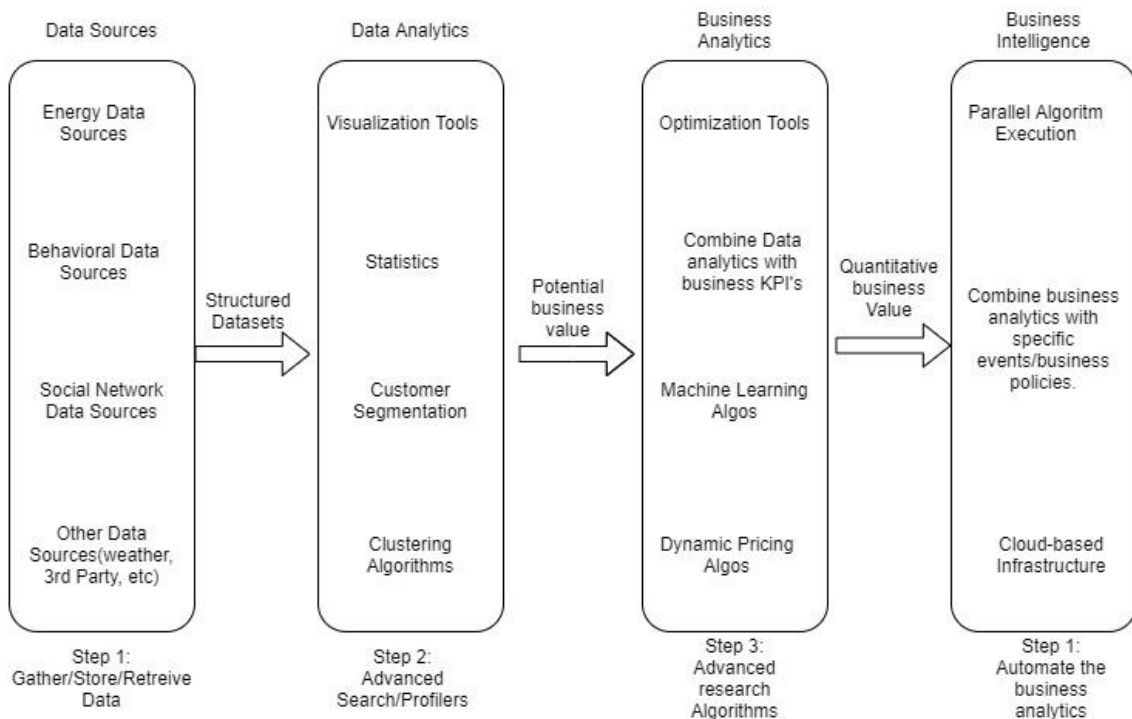 Data Sources
Energy Data
Sources
Behavioral Data
Sources
Social Network
Data Sources
Other Data
Sources(weather,
3rd Party, etc)
Step 1:
Gather/Store/Retreive
Data
Structured
Datasets
Data Analytics
Visualization Tools
Statistics
Customer
Segmentation
Clustering
Algorithms
Step 2:
Advanced
Search/Profilers
Potential
business
value
Business
Analytics
Optimization Tools
Combine Data
analytics with
business KPI's
Machine Learning
Algos
Dynamic Pricing
Algos
Step 3:
Advanced
research
Algorithms
Quantitative
business
Value
Business
Intelligence
Parallel Algoritm
Execution
Combine business
analytics with
specific
events/business
policies.
Cloud-based
Infrastructure
Step 1:
Automate the
business
analytics